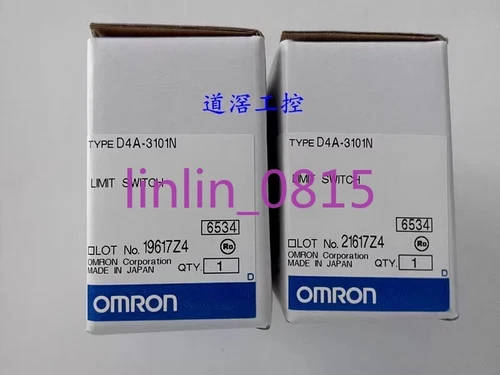 道滘工控
TYPE D4A-3101N
LIMIT SWITCH
6534
LOT No. 19617Z4
OMRON Corporation
MADE IN JAPAN
QTY. 1
D
OMRON
TYPE D4A-3101N
LIMIT SWITCH
6534
LOT No. 21617Z4
OMRON Corporation
MADE IN JAPAN
QTY. 1
D
OMRON
linlin_0815